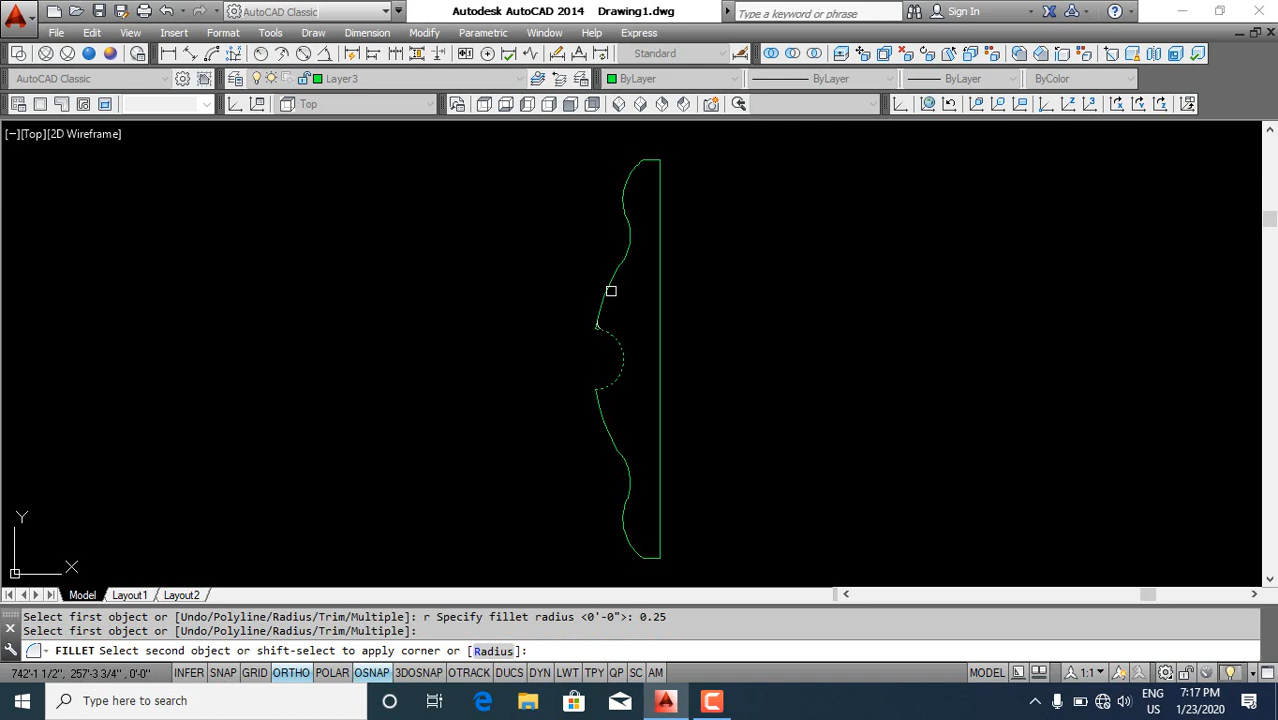 AutoCAD Classic
Autodesk AutoCAD 2014 Drawing1.dwg
Type a keyword or phrase
Sign In
File Edit View Insert Format Tools Draw Dimension Modify Parametric Window Help Express
Standard
AutoCAD Classic
Layer3
ByLayer
ByLayer
ByLayer
ByColor
Top
[−][Top][2D Wireframe]
Y
X
Model Layout1 Layout2
Select first object or [Undo/Polyline/Radius/Trim/Multiple]: r Specify fillet radius <0'-0">: 0.25
Select first object or [Undo/Polyline/Radius/Trim/Multiple]:
FILLET Select second object or shift-select to apply corner or [Radius]:
742'-1 1/2", 257'-3 3/4", 0'-0" INFER SNAP GRID ORTHO POLAR OSNAP 3DOSNAP OTRACK DUCS DYN LWT TPY QP SC AM MODEL 1:1
Type here to search
ENG
US
7:17 PM
1/23/2020